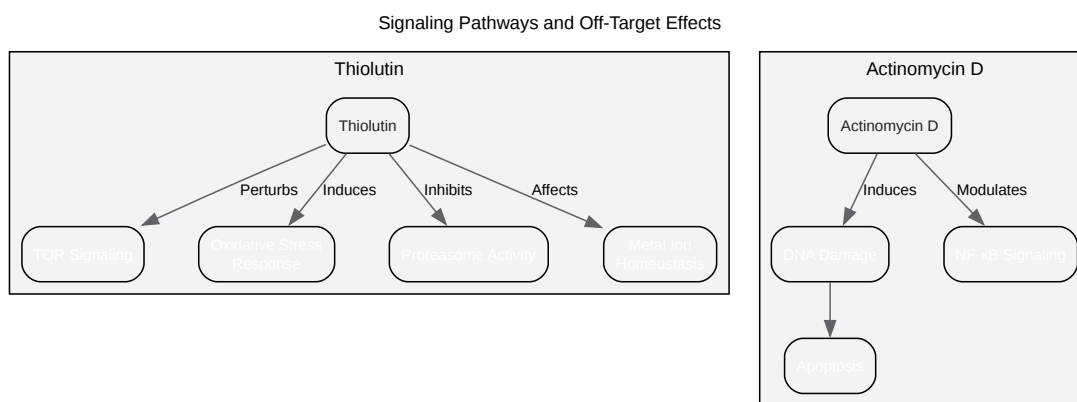 Signaling Pathways and Off-Target Effects
Thiolutin
Thiolutin
Perturbs
Induces
Inhibits
Affects
TOR Signaling
Oxidative Stress
Response
Proteasome Activity
Metal Ion
Homeostasis
Actinomycin D
Actinomycin D
Induces
Modulates
DNA Damage
NF-κB Signaling
Apoptosis